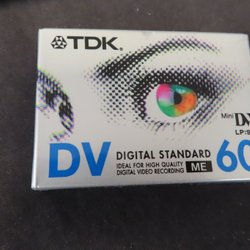 TDK
Mini DV
DV DIGITAL STANDARD 60
IDEAL FOR HIGH QUALITY
DIGITAL VIDEO RECORDING ME
LP: